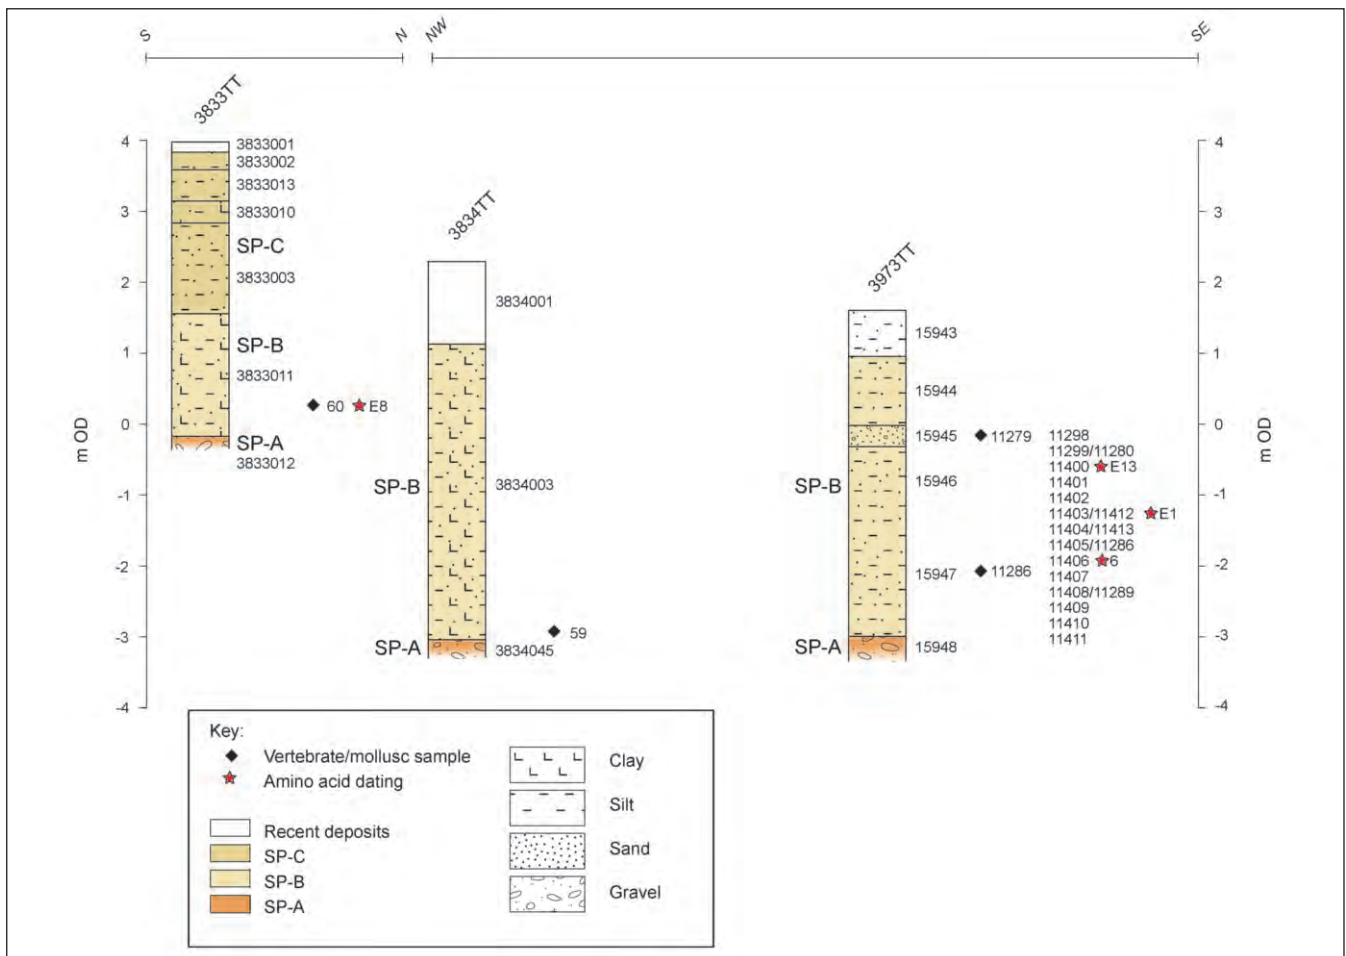 S
N
NW
SE
3833TT
4
3833001
3833002
3833013
3
3833010
SP-C
3833003
2
SP-B
1
3833011
60
E8
0
SP-A
3833012
-1
-2
-3
-4
m OD
3834TT
3834001
SP-B
3834003
59
SP-A
3834045
3973TT
15943
15944
15945
11279
SP-B
15946
15947
11286
SP-A
15948
11298
11299/11280
11400 E13
11401
11402
11403/11412 E1
11404/11413
11405/11286
11406 6
11407
11408/11289
11409
11410
11411
4
3
2
1
0
-1
-2
-3
-4
m OD
Key:
Vertebrate/mollusc sample
Amino acid dating
Recent deposits
SP-C
SP-B
SP-A
Clay
Silt
Sand
Gravel